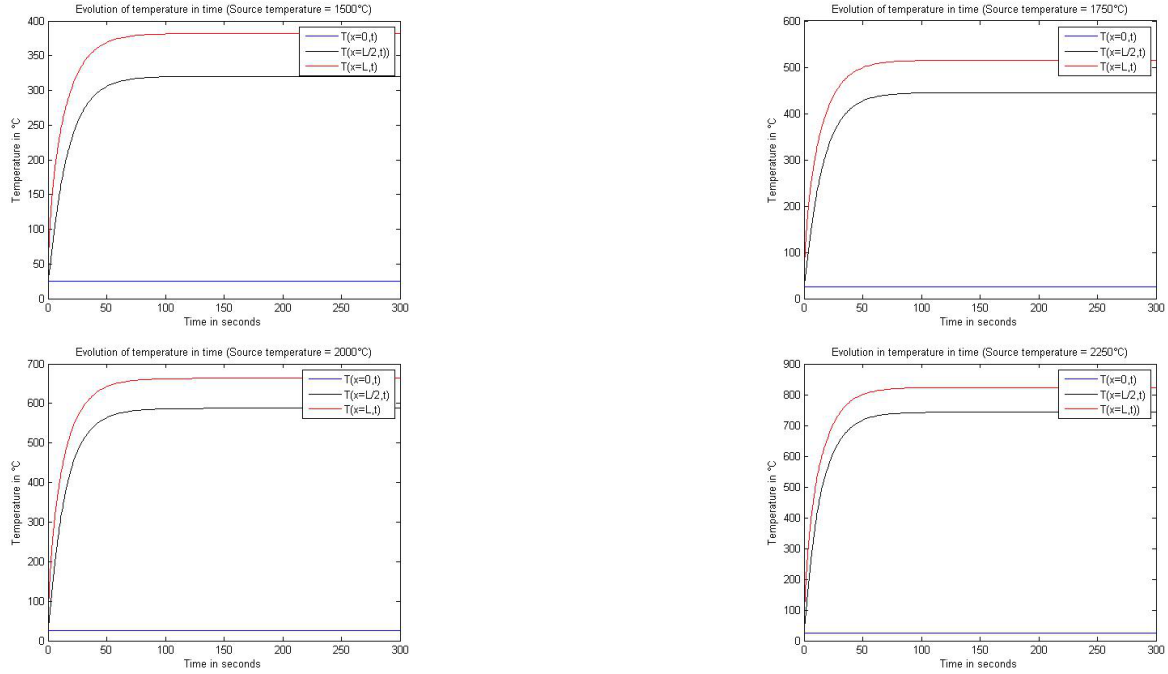 Evolution of temperature in time (Source temperature = 1500°C)
400
350
300
250
200
150
100
50
0
Temperature in °C
T(x=0,t)
T(x=L/2,t))
T(x=L,t)
0 50 100 150 200 250 300
Time in seconds
Evolution of temperature in time (Source temperature = 1750°C)
600
500
400
300
200
100
0
Temperature in °C
T(x=0,t)
T(x=L/2,t)
T(x=L,t)
0 50 100 150 200 250 300
Time in seconds
Evolution of temperature in time (Source temperature = 2000°C)
700
600
500
400
300
200
100
0
Temperature in °C
T(x=0,t)
T(x=L/2,t)
T(x=L,t)
0 50 100 150 200 250 300
Time in seconds
Evolution in temperature in time (Source temperature = 2250°C)
900
800
700
600
500
400
300
200
100
0
Temperature in °C
T(x=0,t)
T(x=L/2,t)
T(x=L,t))
0 50 100 150 200 250 300
Time in seconds